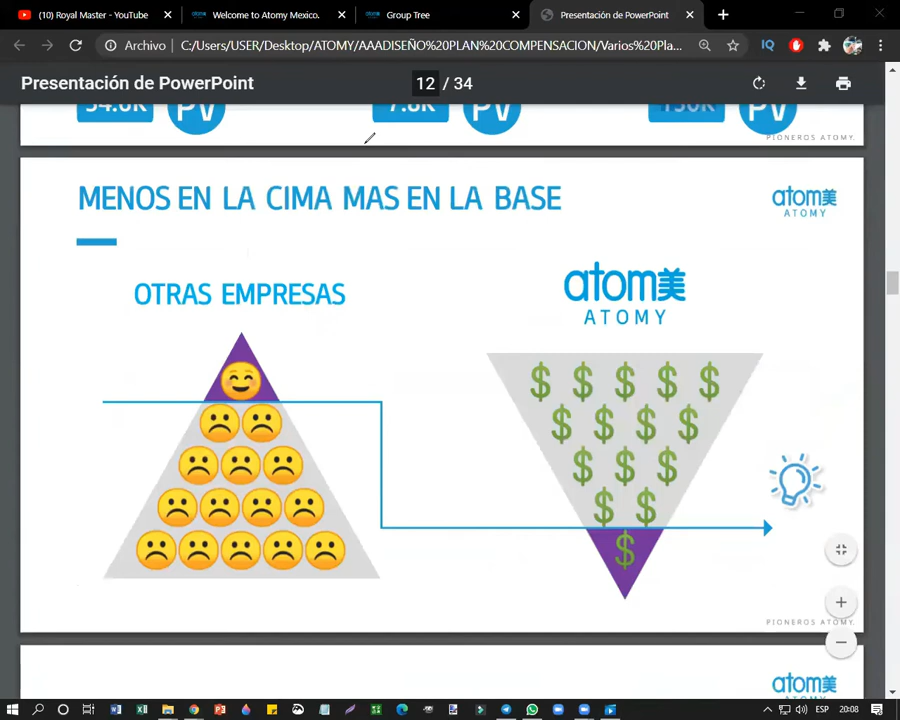 (10) Royal Master - YouTube
Welcome to Atomy Mexico.
Group Tree
Presentación de PowerPoint
Archivo
C:/Users/USER/Desktop/ATOMY/AAADISEÑO%20PLAN%20COMPENSACION/Varios%20Pla...
IQ
Presentación de PowerPoint
12 / 34
PV
PV
PV
PIONEROS ATOMY.
MENOS EN LA CIMA MAS EN LA BASE
atom美
ATOMY
OTRAS EMPRESAS
atom美
ATOMY
$ $ $ $ $
$ $ $ $
$ $ $
$ $
$
PIONEROS ATOMY.
atom美
ESP
20:08